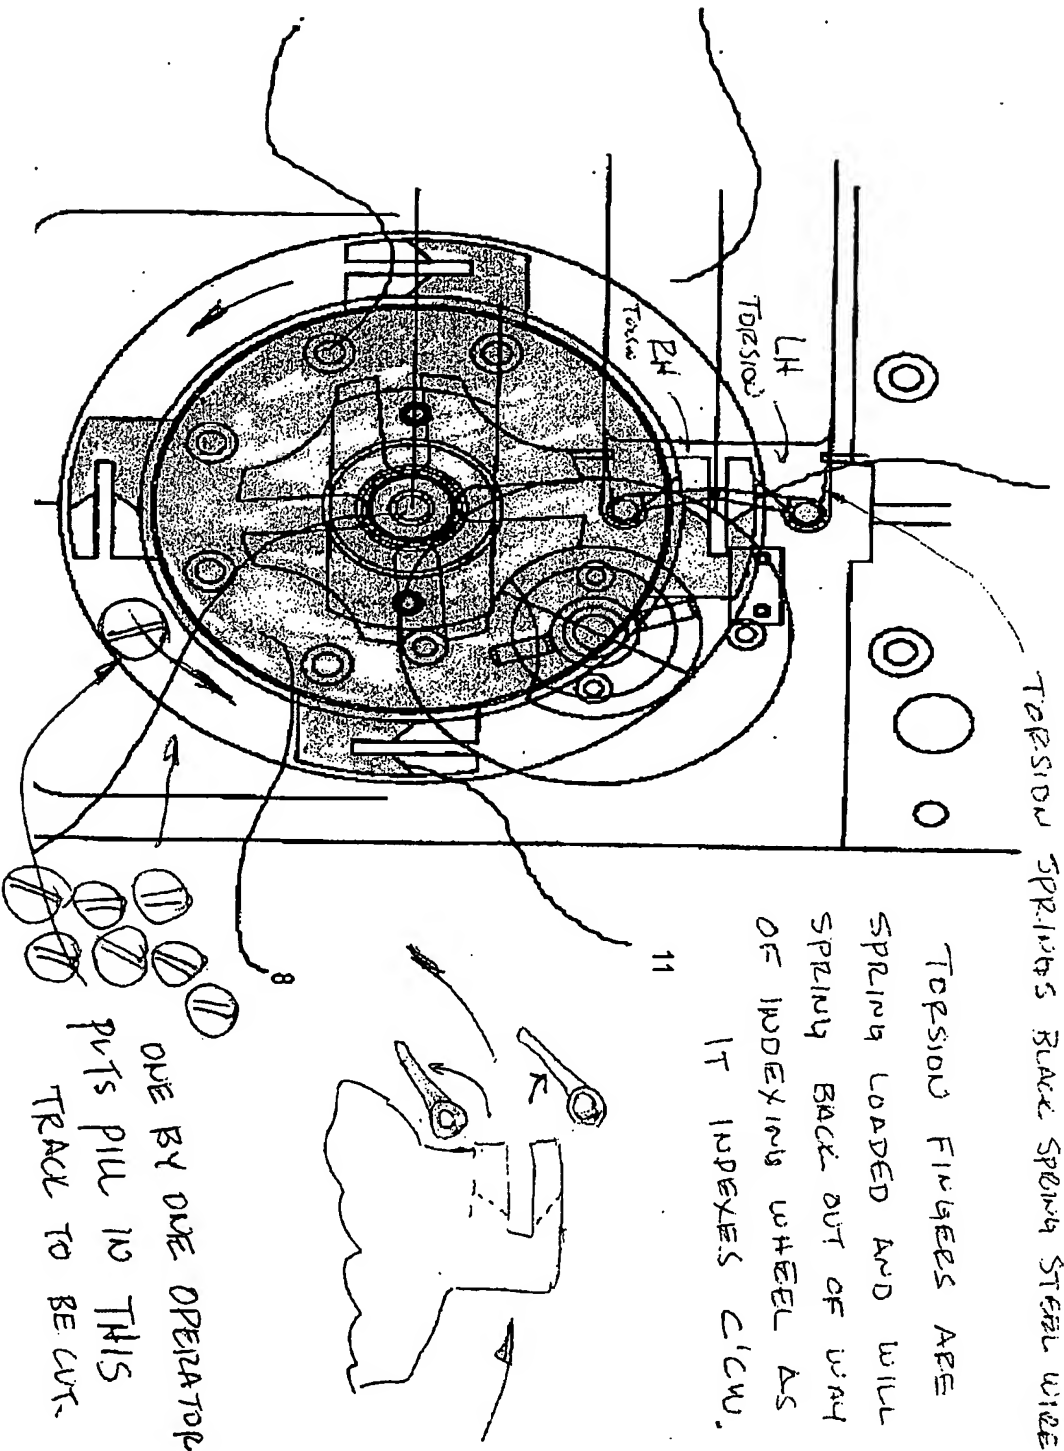 TORSION SPRINGS BLACK SPRING STEEL WIRE
TORSION FINGERS ARE
SPRING LOADED AND WILL
SPRING BACK OUT OF WAY
OF INDEXING WHEEL AS
IT INDEXES C'CW.
LH
TORSION
RH
TORSION
11
8
ONE BY ONE OPERATOR
PUTS PILL IN THIS
TRACK TO BE CUT.